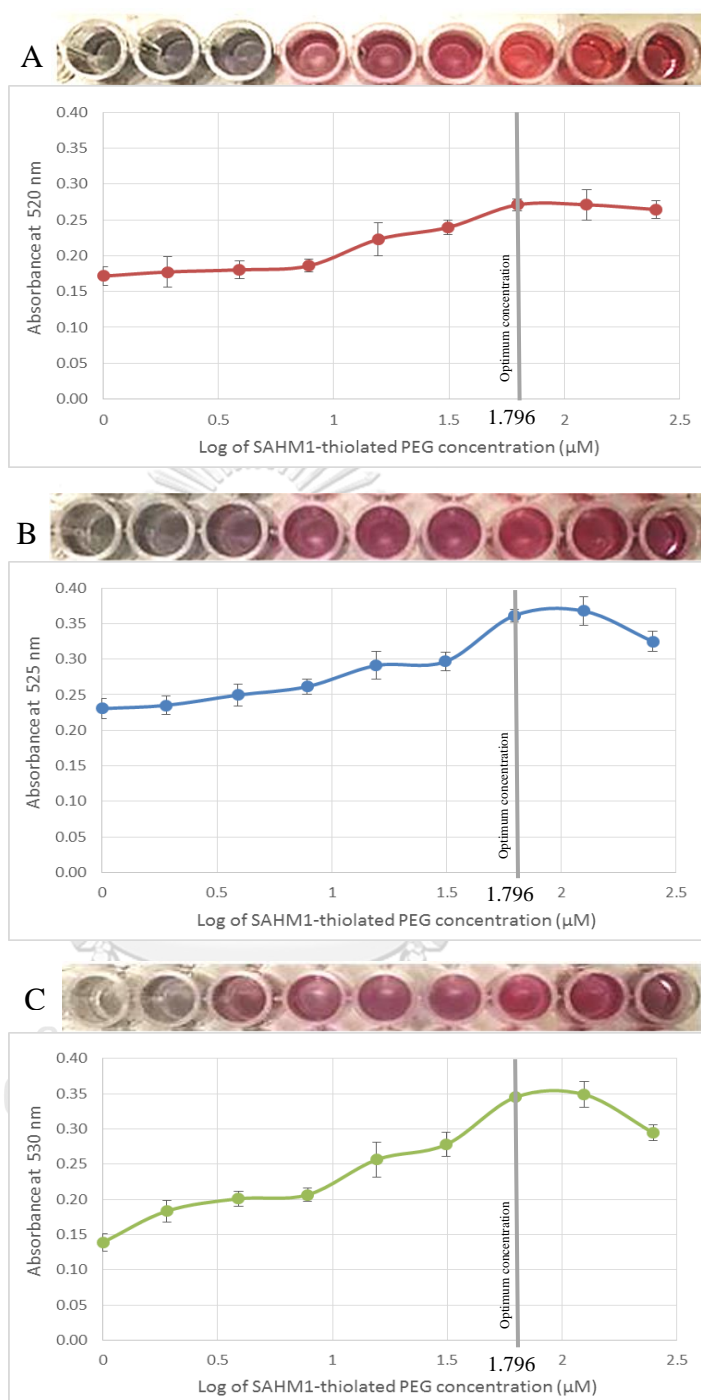 A
0.40
0.35
0.30
0.25
0.20
0.15
0.10
0.05
0.00
Absorbance at 520 nm
Optimum concentration
0 0.5 1 1.5 2 2.5
1.796
Log of SAHM1-thiolated PEG concentration (µM)
B
0.40
0.35
0.30
0.25
0.20
0.15
0.10
0.05
0.00
Absorbance at 525 nm
Optimum concentration
0 0.5 1 1.5 2 2.5
1.796
Log of SAHM1-thiolated PEG concentration (µM)
C
0.40
0.35
0.30
0.25
0.20
0.15
0.10
0.05
0.00
Absorbance at 530 nm
Optimum concentration
0 0.5 1 1.5 2 2.5
1.796
Log of SAHM1-thiolated PEG concentration (µM)